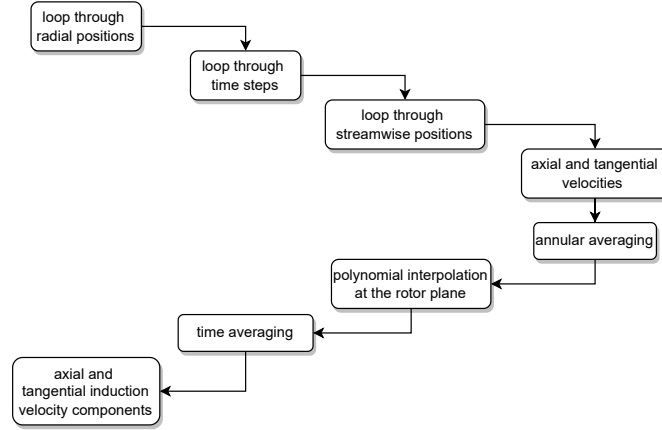 loop through
radial positions
loop through
time steps
loop through
streamwise positions
axial and tangential
velocities
annular averaging
polynomial interpolation
at the rotor plane
time averaging
axial and
tangential induction
velocity components